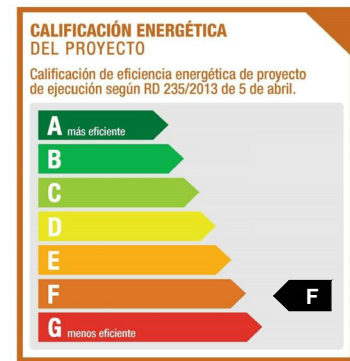 CALIFICACIÓN ENERGÉTICA
DEL PROYECTO
Calificación de eficiencia energética de proyecto
de ejecución según RD 235/2013 de 5 de abril.
A más eficiente
B
C
D
E
F F
G menos eficiente